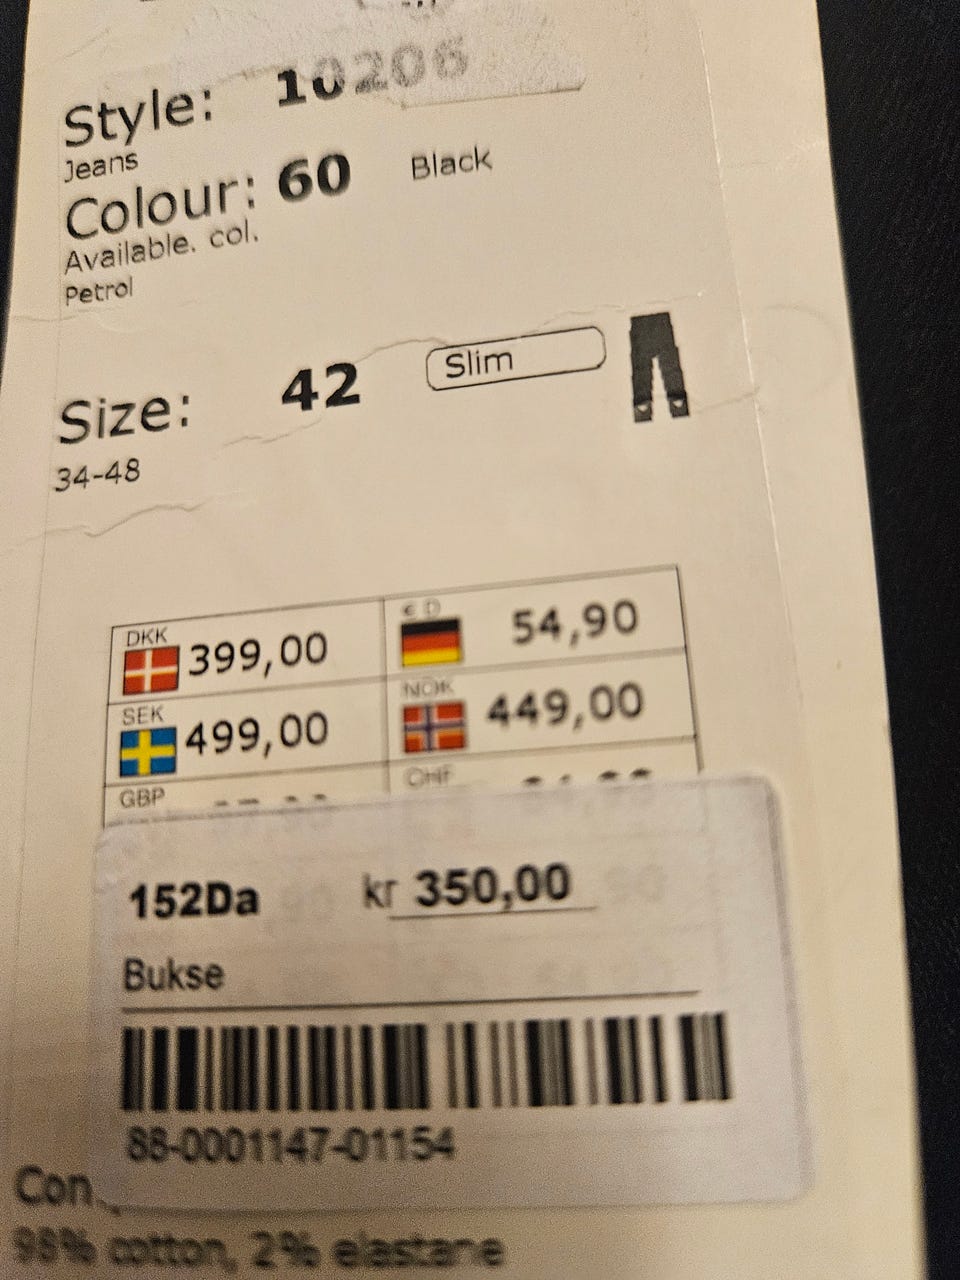 Style: 10206
Jeans
Colour: 60 Black
Available. col.
Petrol
Size: 42 Slim
34-48
DKK 399,00 € D 54,90
SEK 499,00 NOK 449,00
GBP CHF
152Da kr 350,00
Bukse
88-0001147-01154
Con.
98% cotton, 2% elastane